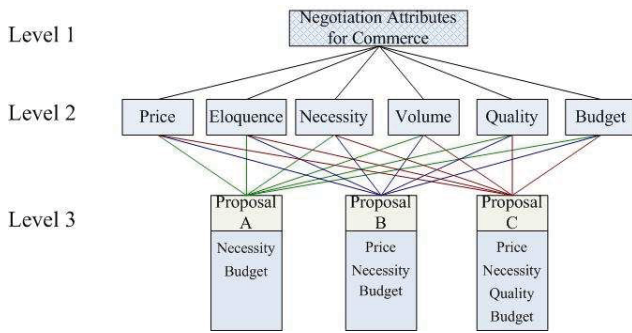 Level 1
Negotiation Attributes
for Commerce
Level 2
Price
Eloquence
Necessity
Volume
Quality
Budget
Level 3
Proposal
A
Necessity
Budget
Proposal
B
Price
Necessity
Budget
Proposal
C
Price
Necessity
Quality
Budget